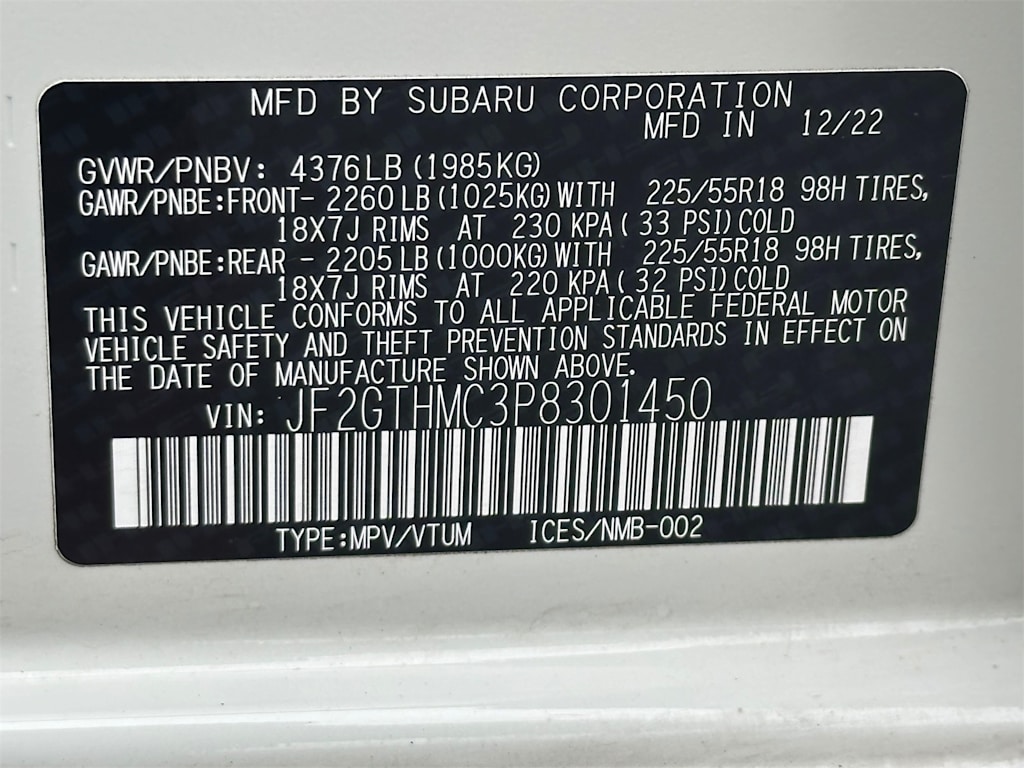 MFD BY SUBARU CORPORATION
MFD IN 12/22
GVWR/PNBV: 4376LB (1985KG)
GAWR/PNBE:FRONT- 2260 LB (1025KG) WITH 225/55R18 98H TIRES,
18X7J RIMS AT 230 KPA ( 33 PSI) COLD
GAWR/PNBE:REAR - 2205 LB (1000KG) WITH 225/55R18 98H TIRES,
18X7J RIMS AT 220 KPA ( 32 PSI) COLD
THIS VEHICLE CONFORMS TO ALL APPLICABLE FEDERAL MOTOR
VEHICLE SAFETY AND THEFT PREVENTION STANDARDS IN EFFECT ON
THE DATE OF MANUFACTURE SHOWN ABOVE.
VIN: JF2GTHMC3P8301450
TYPE:MPV/VTUM ICES/NMB-002